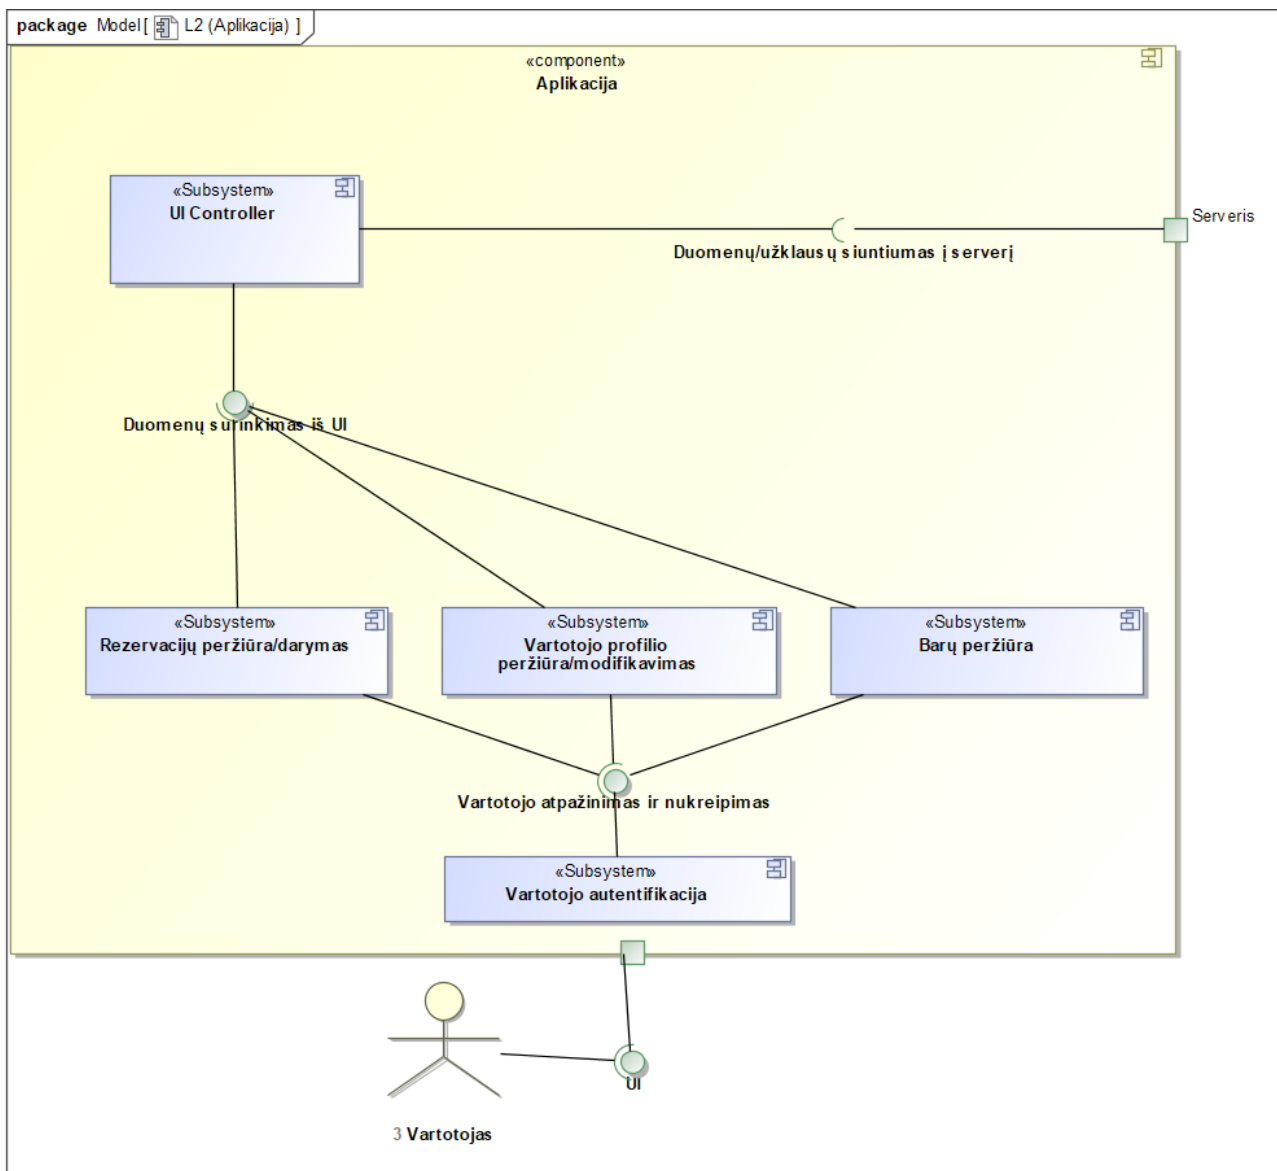 package Model [ L2 (Aplikacija) ]
«component»
Aplikacija
«Subsystem»
UI Controller
Serveris
Duomenų/užklausų siuntiumas į serverį
Duomenų surinkimas iš UI
«Subsystem»
Rezervacijų peržiūra/darymas
«Subsystem»
Vartotojo profilio
peržiūra/modifikavimas
«Subsystem»
Barų peržiūra
Vartotojo atpažinimas ir nukreipimas
«Subsystem»
Vartotojo autentifikacija
UI
3 Vartotojas